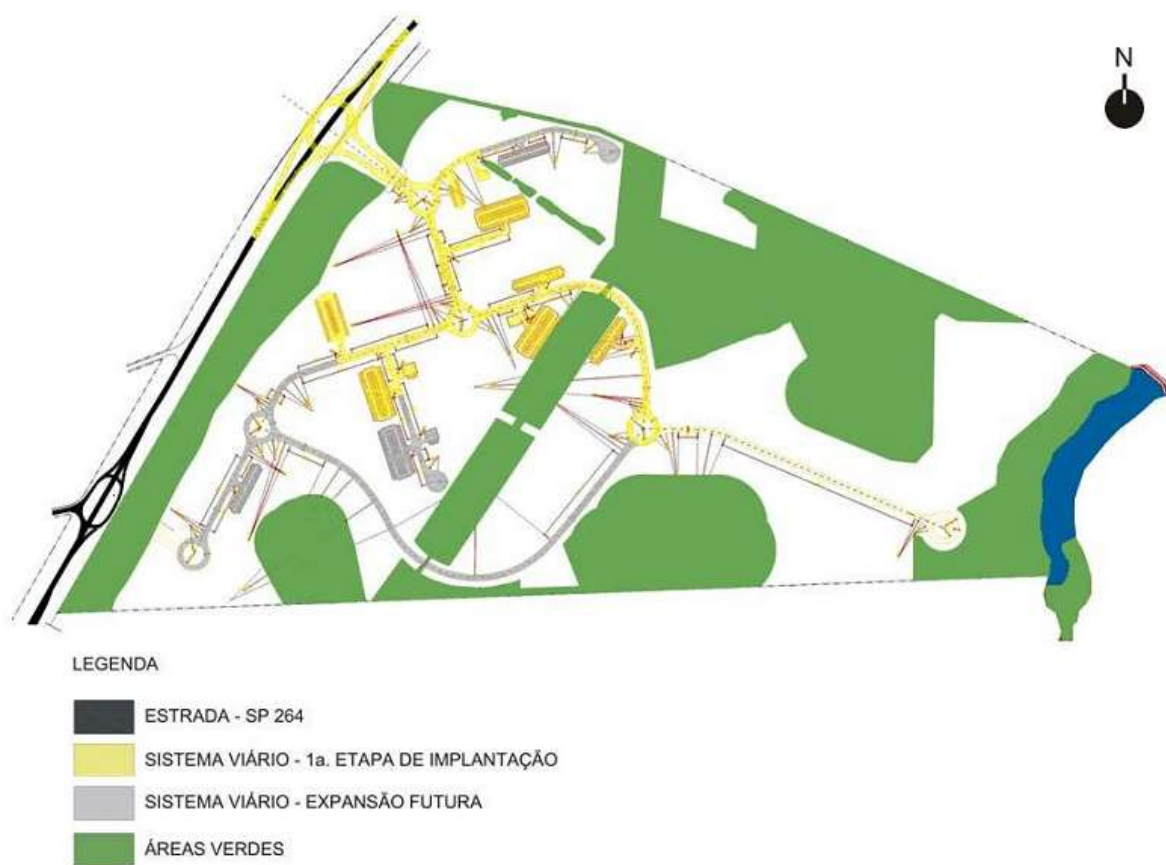 N
LEGENDA
ESTRADA - SP 264
SISTEMA VIÁRIO - 1a. ETAPA DE IMPLANTAÇÃO
SISTEMA VIÁRIO - EXPANSÃO FUTURA
ÁREAS VERDES